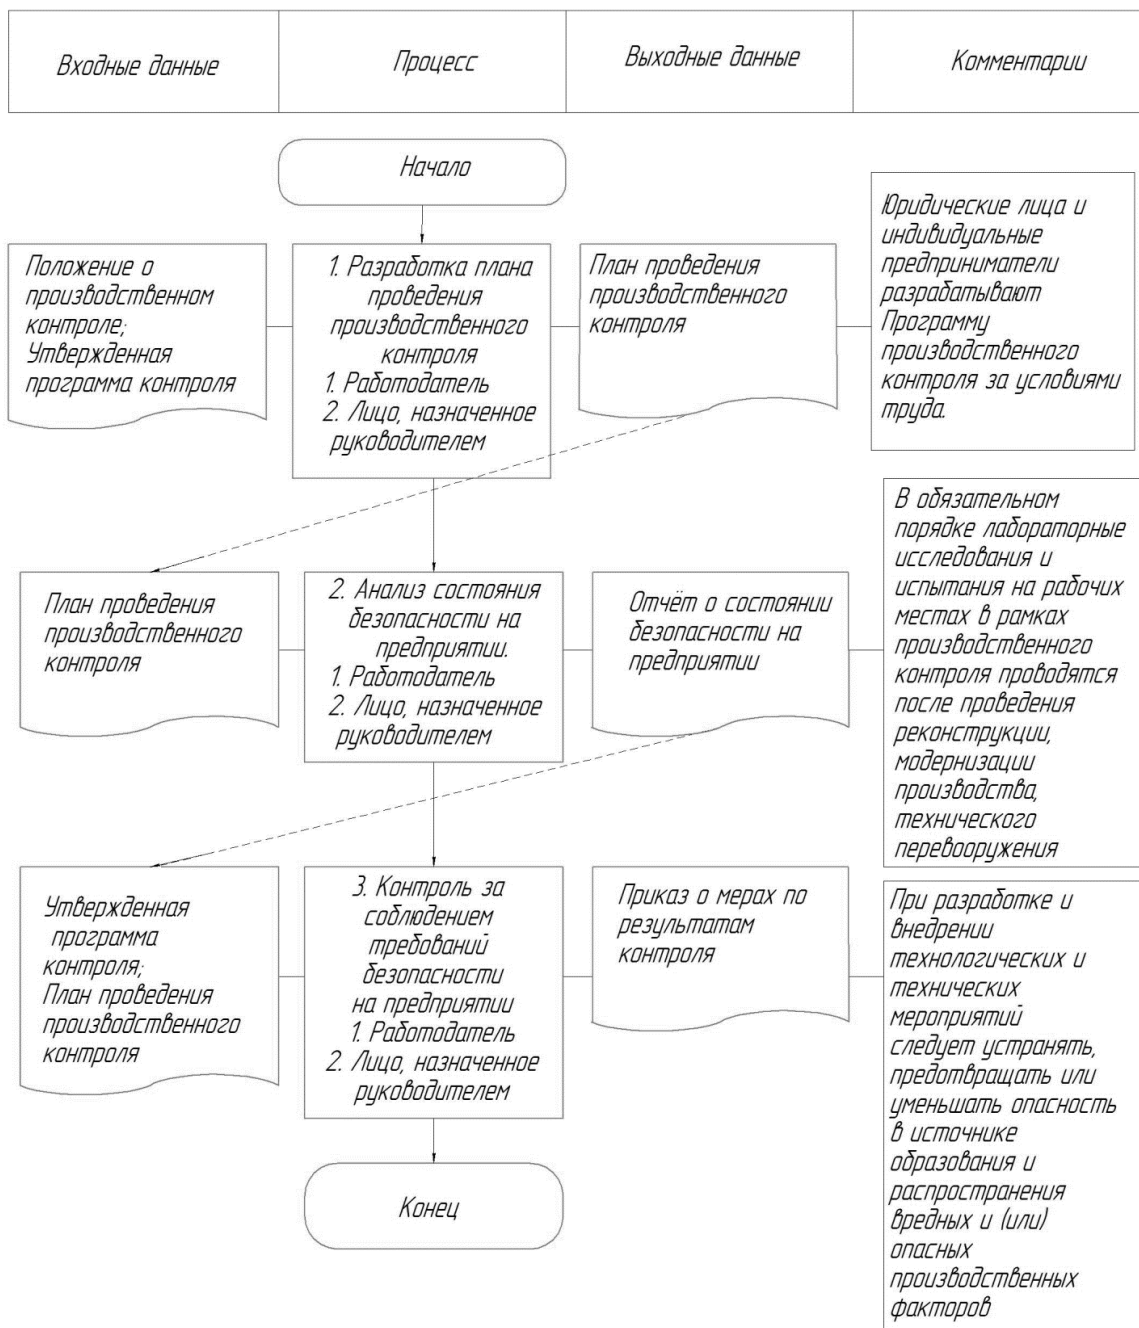 Входные данные
Процесс
Выходные данные
Комментарии
Начало
Положение о
производственном
контроле;
Утвержденная
программа контроля
1. Разработка плана
проведения
производственного
контроля
1. Работодатель
2. Лицо, назначенное
руководителем
План проведения
производственного
контроля
Юридические лица и
индивидуальные
предприниматели
разрабатывают
Программу
производственного
контроля за условиями
труда.
План проведения
производственного
контроля
2. Анализ состояния
безопасности на
предприятии.
1. Работодатель
2. Лицо, назначенное
руководителем
Отчёт о состоянии
безопасности на
предприятии
В обязательном
порядке лабораторные
исследования и
испытания на рабочих
местах в рамках
производственного
контроля проводятся
после проведения
реконструкции,
модернизации
производства,
технического
перевооружения
Утвержденная
программа
контроля;
План проведения
производственного
контроля
3. Контроль за
соблюдением
требований
безопасности
на предприятии
1. Работодатель
2. Лицо, назначенное
руководителем
Приказ о мерах по
результатам
контроля
При разработке и
внедрении
технологических и
технических
мероприятий
следует устранять,
предотвращать или
уменьшать опасность
в источнике
образования и
распространения
вредных и (или)
опасных
производственных
факторов
Конец